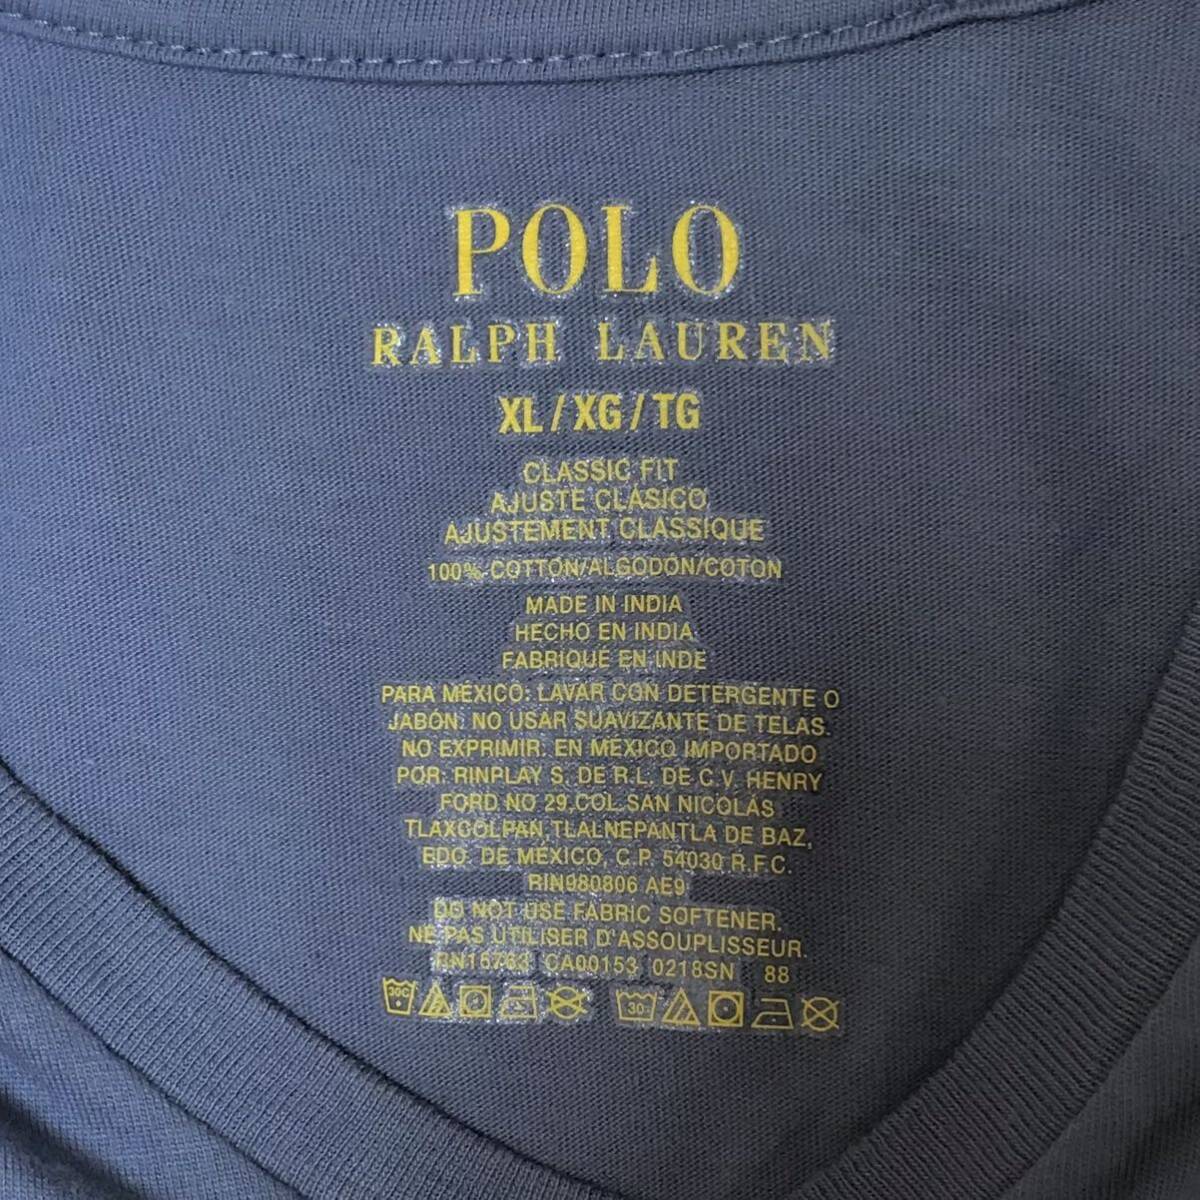 POLO
RALPH LAUREN
XL/XG/TG
CLASSIC FIT
AJUSTE CLÁSICO
AJUSTEMENT CLASSIQUE
100% COTTON/ALGODÓN/COTON
MADE IN INDIA
HECHO EN INDIA
FABRIQUÉ EN INDE
PARA MÉXICO: LAVAR CON DETERGENTE O
JABÓN. NO USAR SUAVIZANTE DE TELAS.
NO EXPRIMIR. EN MÉXICO IMPORTADO
POR: RINPLAY S. DE R.L. DE C.V. HENRY
FORD NO 29,COL.SAN NICOLÁS
TLAXCOLPAN,TLALNEPANTLA DE BAZ,
EDO. DE MÉXICO, C.P. 54030 R.F.C.
RIN980806 AE9
DO NOT USE FABRIC SOFTENER.
NE PAS UTILISER D'ASSOUPLISSEUR.
RN15763 CA00153 0218SN 88
30C 30